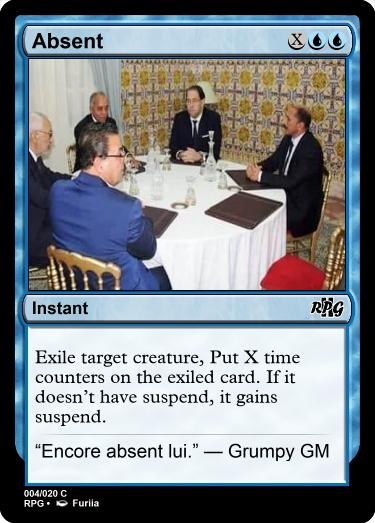 Absent X
Instant RPG
Exile target creature, Put X time
counters on the exiled card. If it
doesn't have suspend, it gains
suspend.
“Encore absent lui.” — Grumpy GM
004/020 C
RPG • Furiia